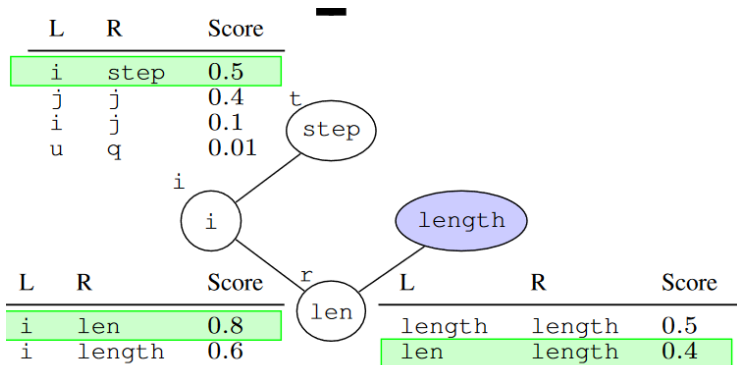 L R Score
i step 0.5
j j 0.4
i j 0.1
u q 0.01
t
step
i
i
length
r
len
L R Score
i len 0.8
i length 0.6
L R Score
length length 0.5
len length 0.4